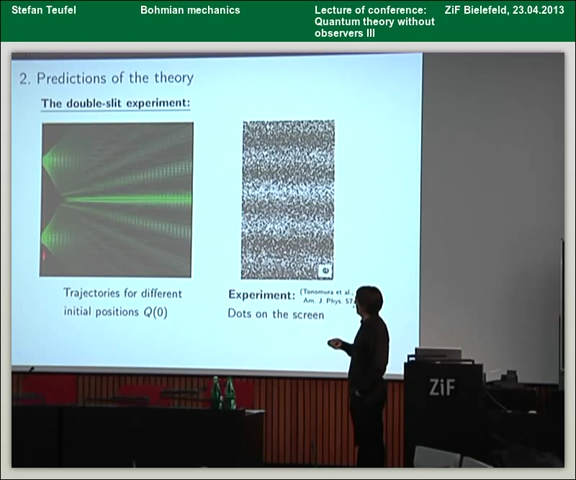 Stefan Teufel
Bohmian mechanics
Lecture of conference:
Quantum theory without
observers III
ZiF Bielefeld, 23.04.2013
2. Predictions of the theory
The double-slit experiment:
e
Trajectories for different
initial positions Q(0)
Experiment: (Tonomura et al.,
Am. J. Phys. 57,
Dots on the screen
ZiF